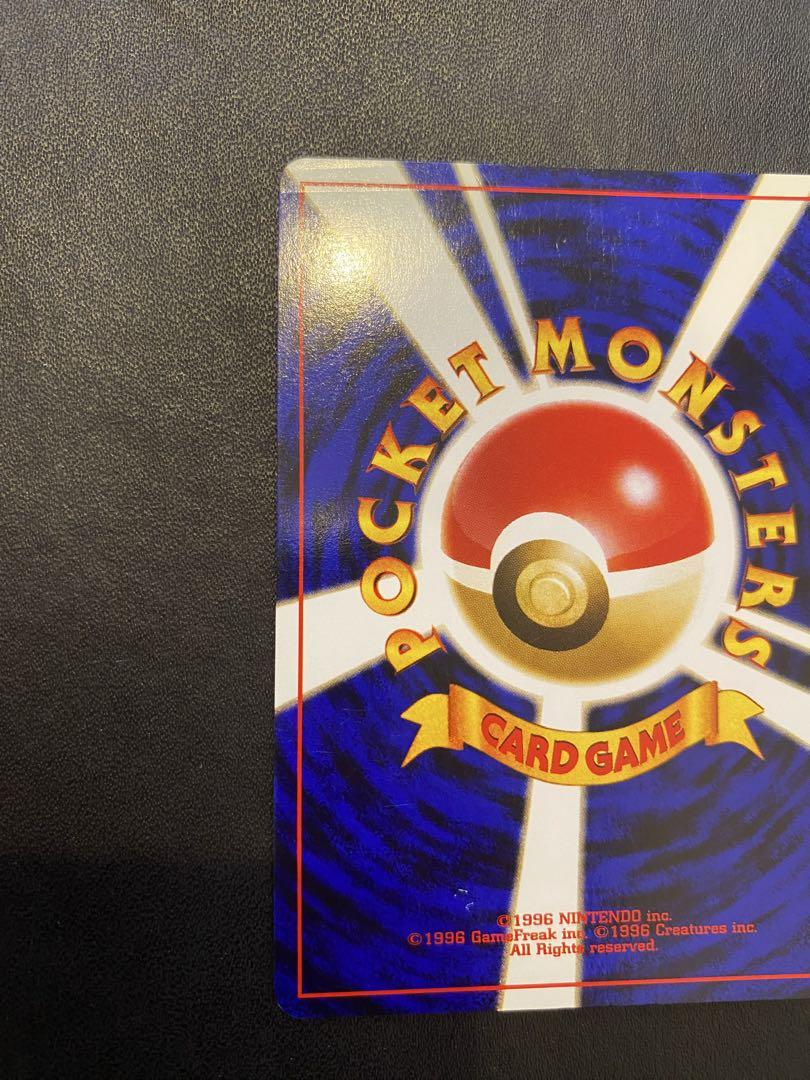 POCKET MONSTERS
CARD GAME
©1996 NINTENDO inc.
©1996 GameFreak inc. ©1996 Creatures inc.
All Rights reserved.